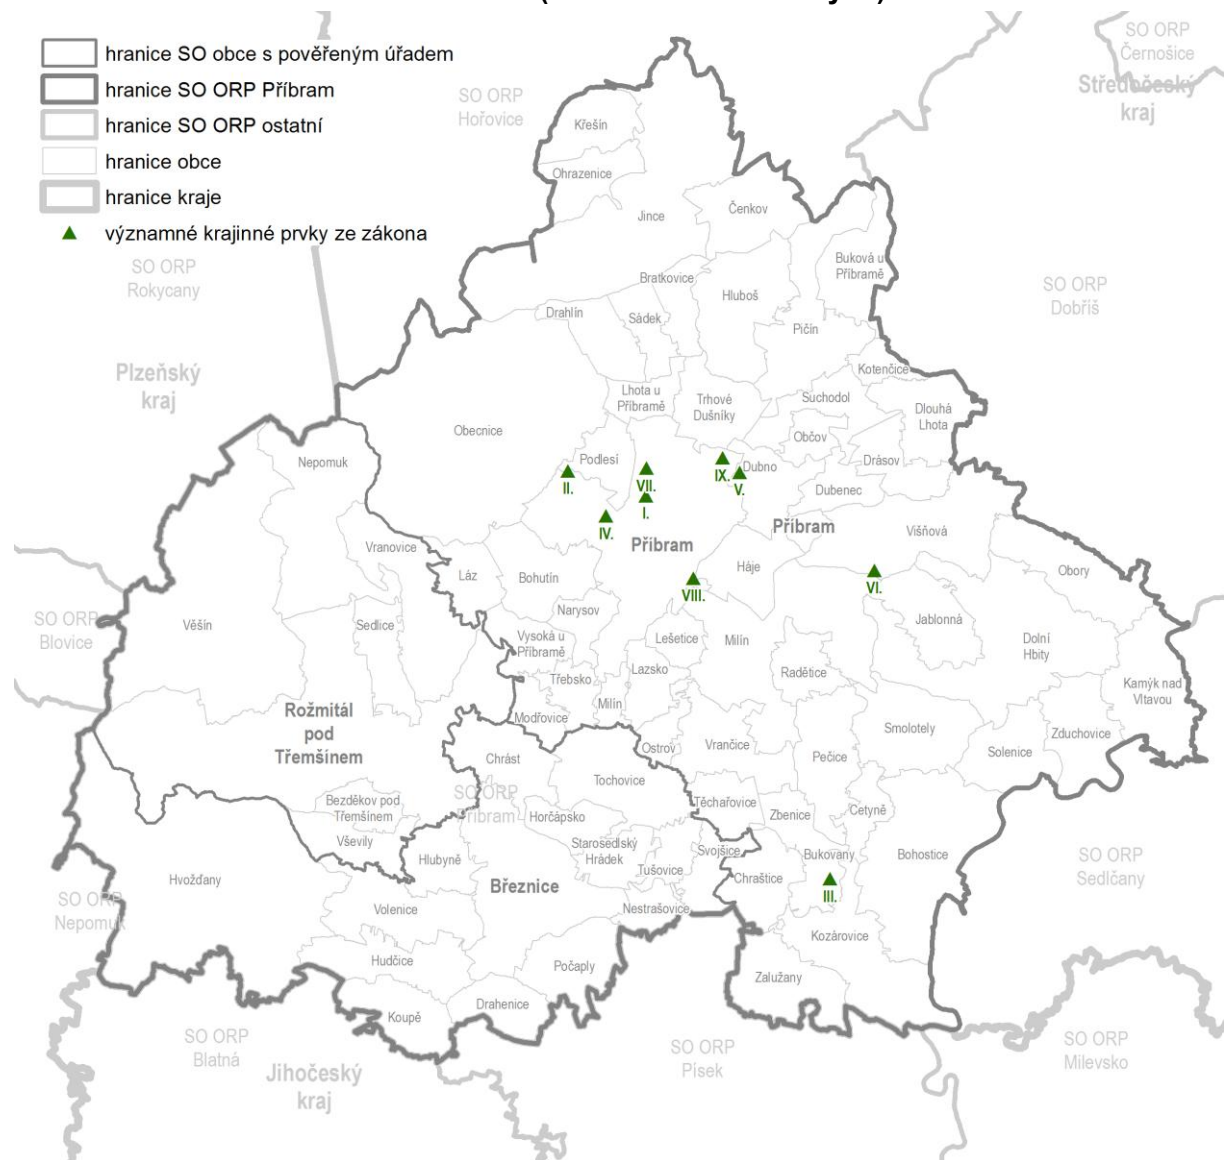 hranice SO obce s pověřeným úřadem
hranice SO ORP Příbram
hranice SO ORP ostatní
hranice obce
hranice kraje
významné krajinné prvky ze zákona
SO ORP
Černošice
Středočeský
kraj
SO ORP
Hořovice
Křešín
Ohrazenice
Jince
Čenkov
SO ORP
Rokycany
Bratkovice
Buková u
Příbramě
Hluboš
SO ORP
Dobříš
Drahlín
Sádek
Pičín
Plzeňský
kraj
Kotenčice
Lhota u
Příbramě
Trhové
Dušníky
Suchodol
Dlouhá
Lhota
Obecnice
Občov
Nepomuk
Podlesí
Dubno
Drásov
II.
VII.
IX.
V.
Dubenec
I.
IV.
Příbram
Příbram
Višňová
Vranovice
Láz
Bohutín
Háje
VIII.
VI.
Obory
Narysov
SO ORP
Blovice
Věšín
Sedlice
Vysoká u
Příbramě
Lešetice
Milín
Jablonná
Dolní
Hbity
Třebsko
Lazsko
Radětice
Kamýk nad
Vltavou
Milín
Modřovice
Rožmitál
pod
Třemšínem
Smolotely
Zduchovice
Ostrov
Vrančice
Solenice
Chrást
Pečice
Tochovice
SO ORP
Příbram
Bezděkov pod
Třemšínem
Těchařovice
Horčápsko
Zbenice
Cetyně
Vševily
Starosedlský
Hrádek
Svojšice
Hlubyně
Tušovice
Bukovany
Bohostice
SO ORP
Sedlčany
Hvožďany
Březnice
Chraštice
III.
SO ORP
Nepomuk
Volenice
Nestrašovice
Kozárovice
Hudčice
Počaply
Zalužany
Drahenice
Koupě
SO ORP
Blatná
Jihočeský
kraj
SO ORP
Písek
SO ORP
Milevsko